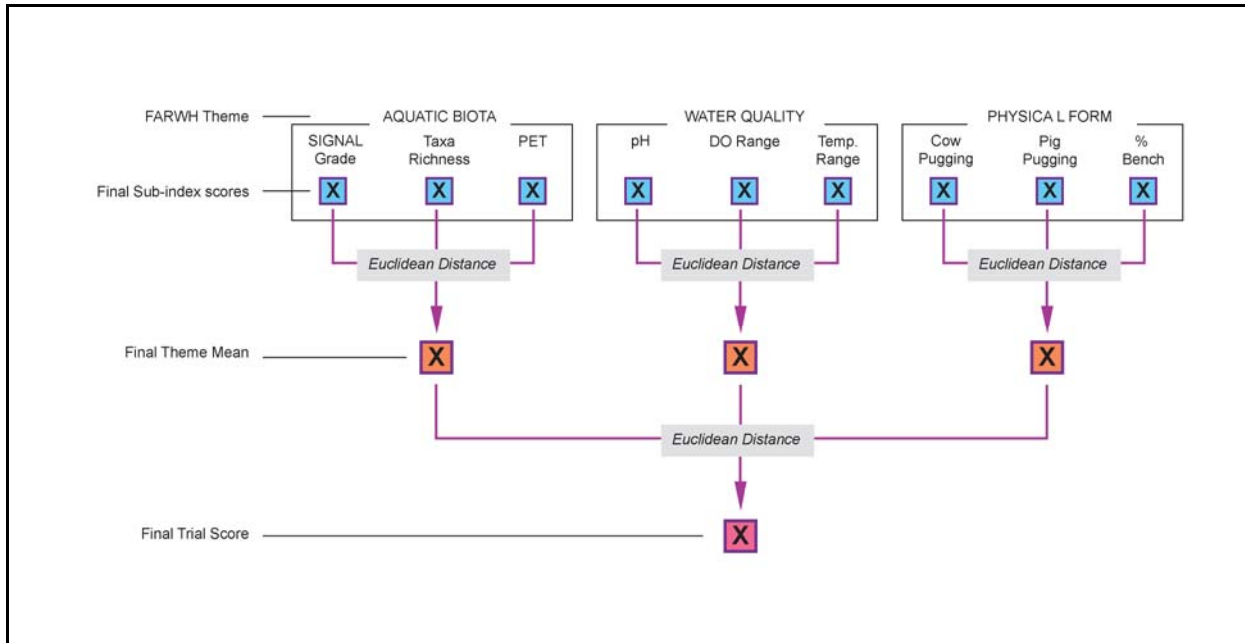 FARWH Theme
AQUATIC BIOTA
WATER QUALITY
PHYSICA L FORM
SIGNAL
Grade
Taxa
Richness
PET
pH
DO Range
Temp.
Range
Cow
Pugging
Pig
Pugging
%
Bench
Final Sub-index scores
X
X
X
X
X
X
X
X
X
Euclidean Distance
Euclidean Distance
Euclidean Distance
Final Theme Mean
X
X
X
Euclidean Distance
Final Trial Score
X